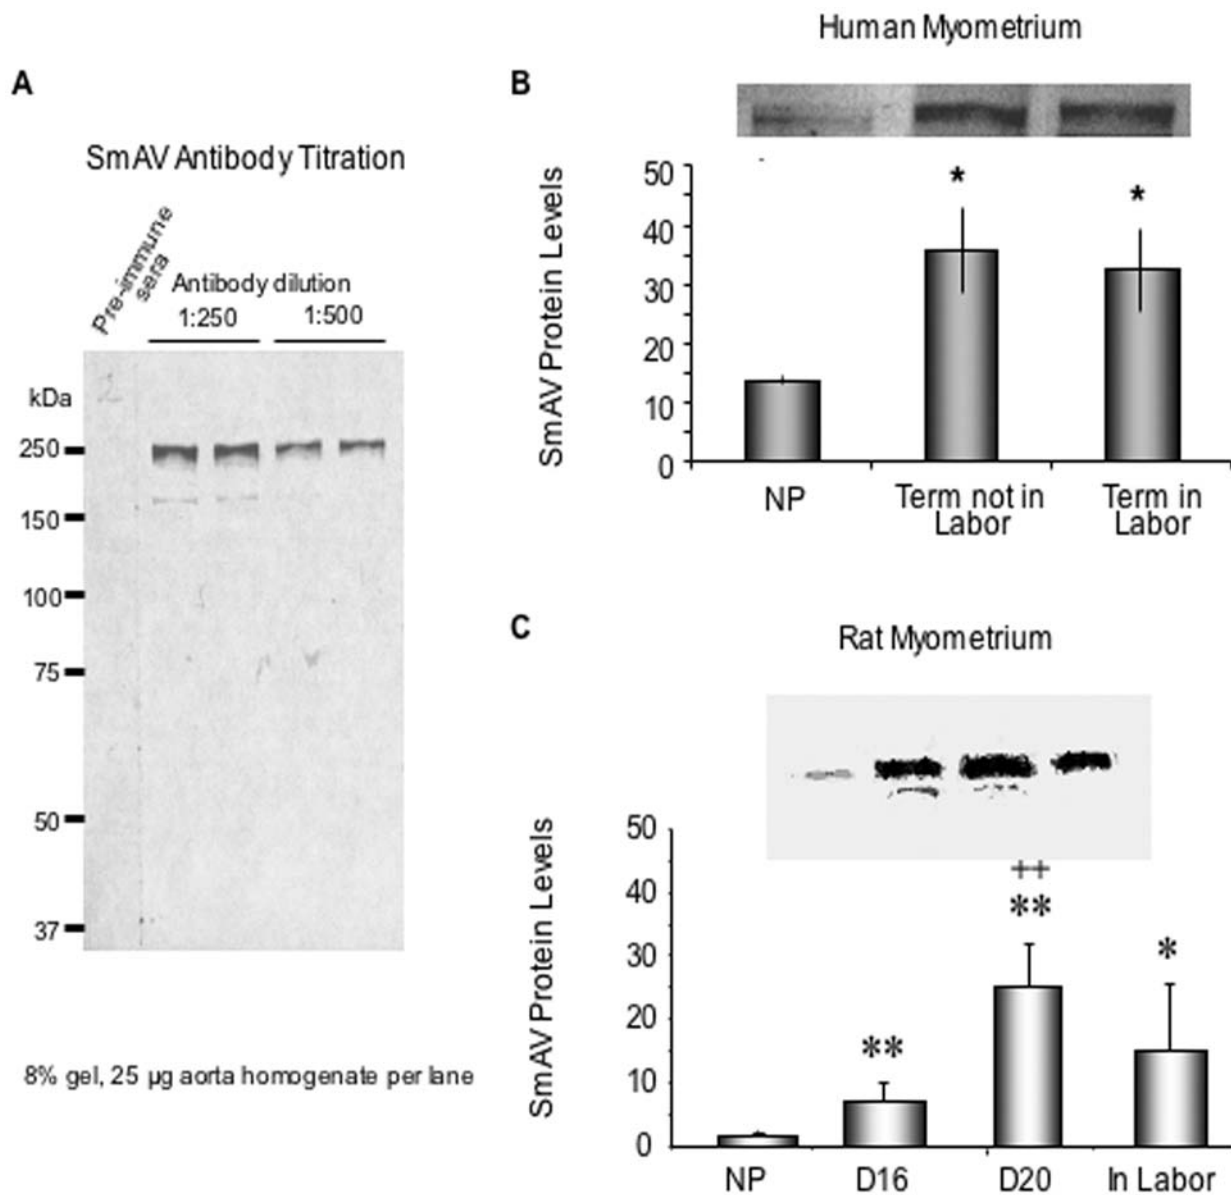 A
SmAV Antibody Titration
Pre-immune
sera
Antibody dilution
1:250
1:500
kDa
250
150
100
75
50
37
8% gel, 25 µg aorta homogenate per lane
Human Myometrium
B
SmAV Protein Levels
50
40
30
20
10
0
*
*
NP
Term not in
Labor
Term in
Labor
C
Rat Myometrium
SmAV Protein Levels
50
40
30
20
10
0
**
++
**
*
NP
D16
D20
In Labor